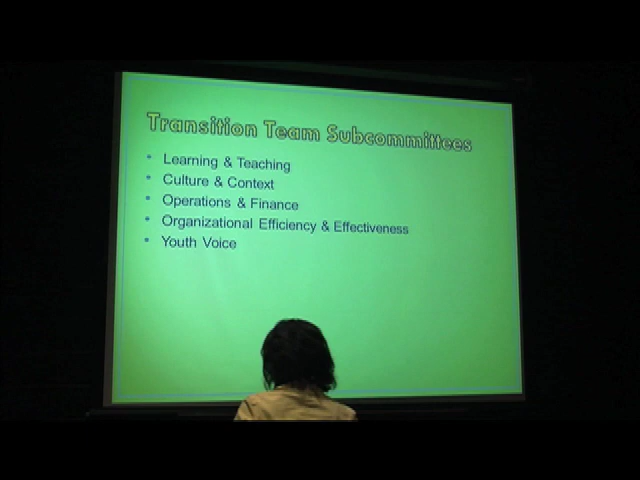 Transition Team Subcommittees
• Learning & Teaching
• Culture & Context
• Operations & Finance
• Organizational Efficiency & Effectiveness
• Youth Voice